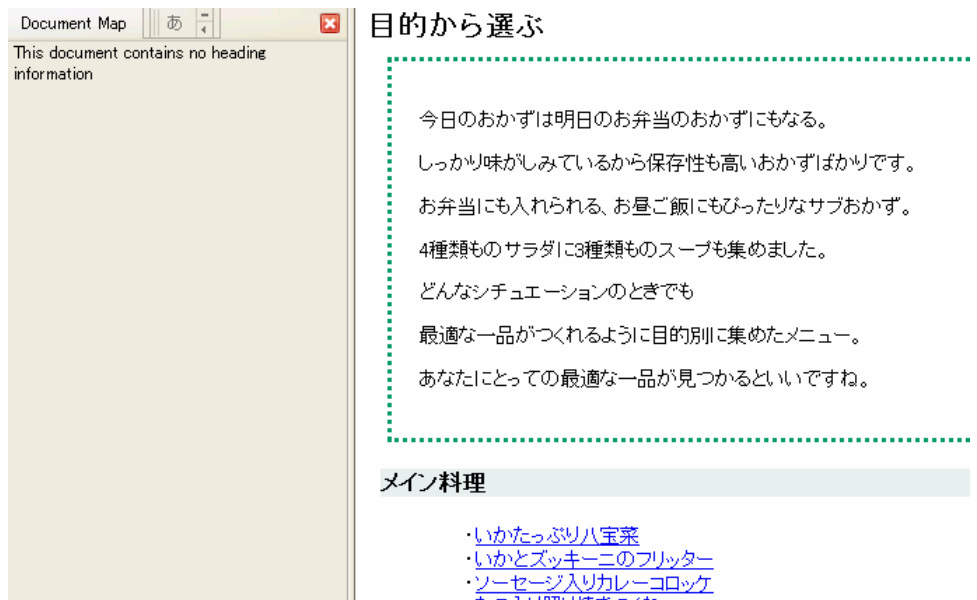 Document Map
あ
This document contains no heading
information
目的から選ぶ
今日のおかずは明日のお弁当のおかずにもなる。
しっかり味がしみているから保存性も高いおかずばかりです。
お弁当にも入れられる、お昼ご飯にもぴったりなサブおかず。
4種類ものサラダに3種類ものスープも集めました。
どんなシチュエーションのときでも
最適な一品がつくれるように目的別に集めたメニュー。
あなたにとっての最適な一品が見つかるといいですね。
メイン料理
・いかたっぷり八宝菜
・いかとズッキーニのフリッター
・ソーセージ入りカレーコロッケ